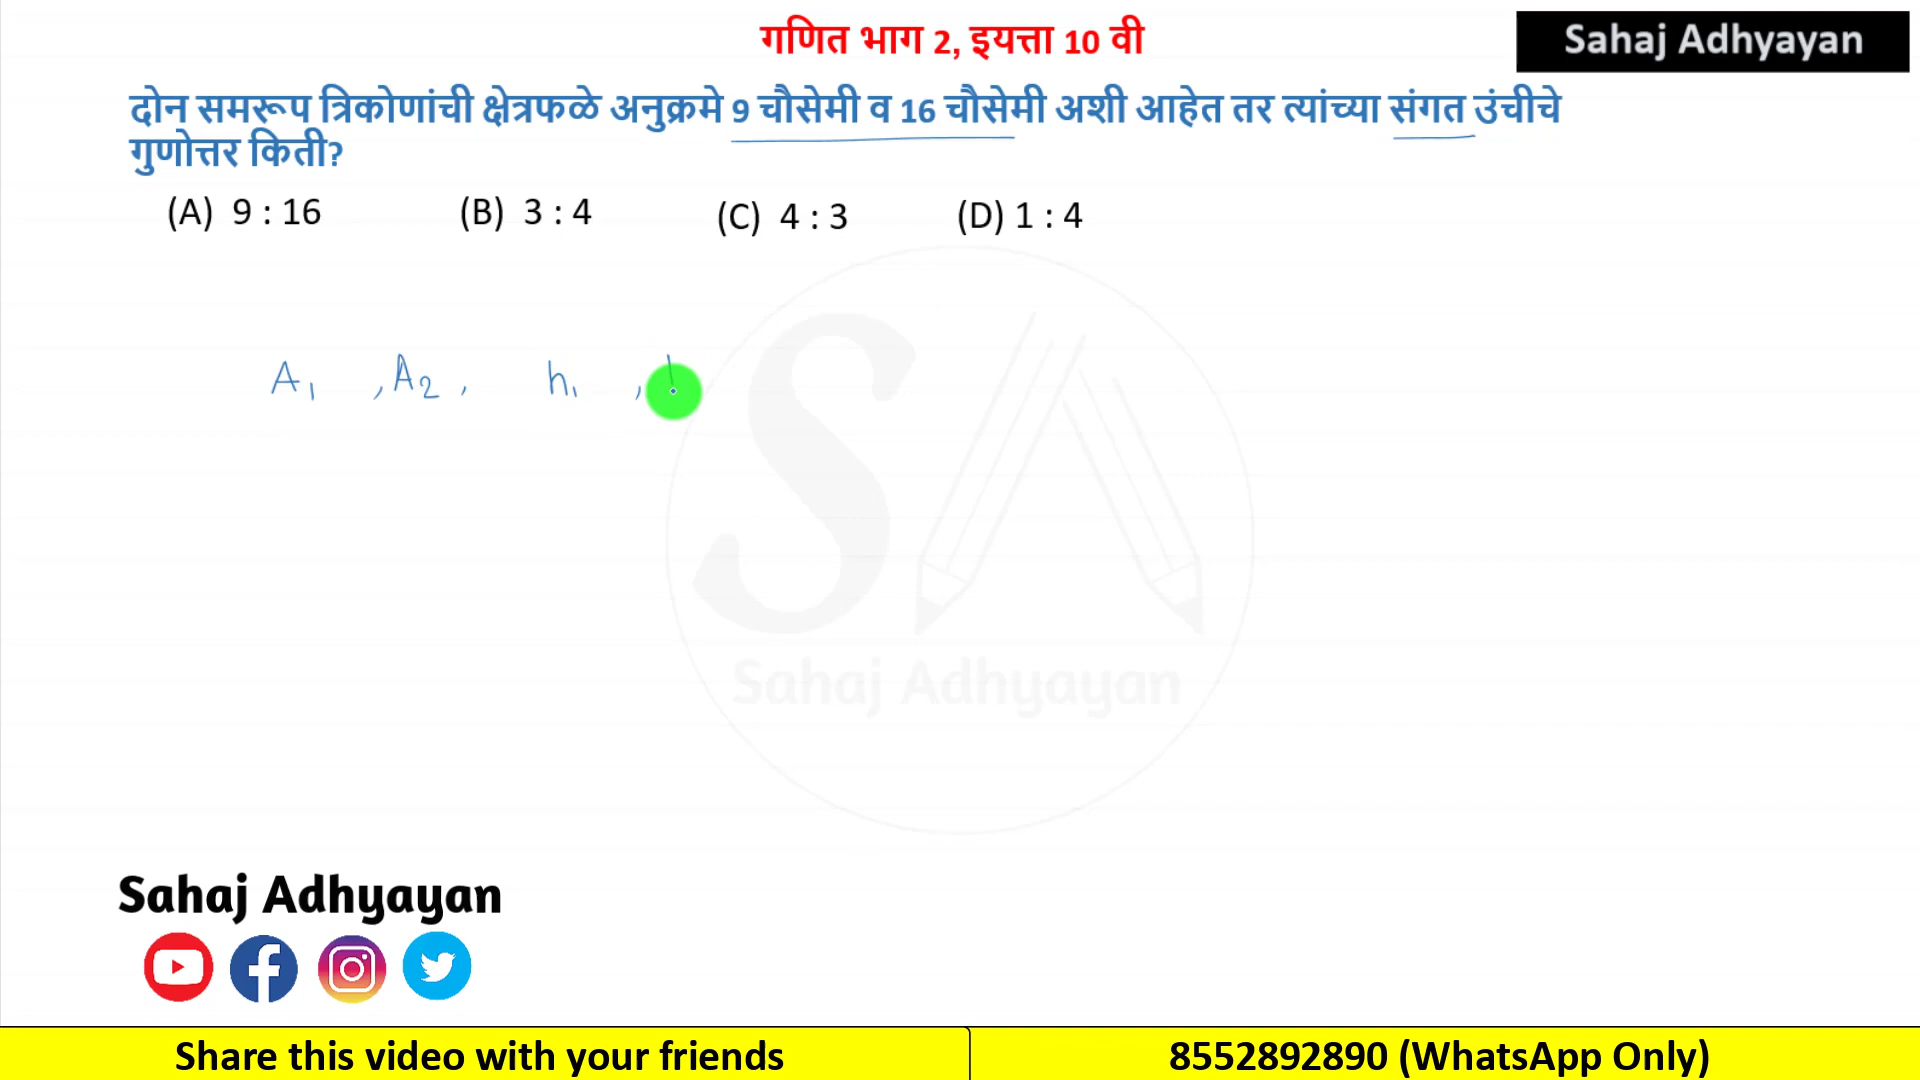 गणित भाग 2, इयत्ता 10 वी
Sahaj Adhyayan
दोन समरूप त्रिकोणांची क्षेत्रफळे अनुक्रमे 9 चौसेमी व 16 चौसेमी अशी आहेत तर त्यांच्या संगत उंचीचे
गुणोत्तर किती?
(A) 9 : 16 (B) 3 : 4 (C) 4 : 3 (D) 1 : 4
A₁ , A₂ , h₁ ,
Sahaj Adhyayan
Sahaj Adhyayan
Share this video with your friends 8552892890 (WhatsApp Only)